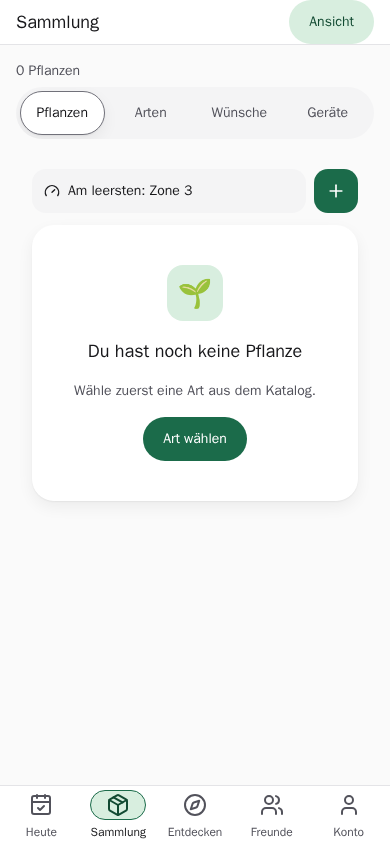 Sammlung
Ansicht
0 Pflanzen
Pflanzen
Arten
Wünsche
Geräte
Am leersten: Zone 3
Du hast noch keine Pflanze
Wähle zuerst eine Art aus dem Katalog.
Art wählen
Heute
Sammlung
Entdecken
Freunde
Konto